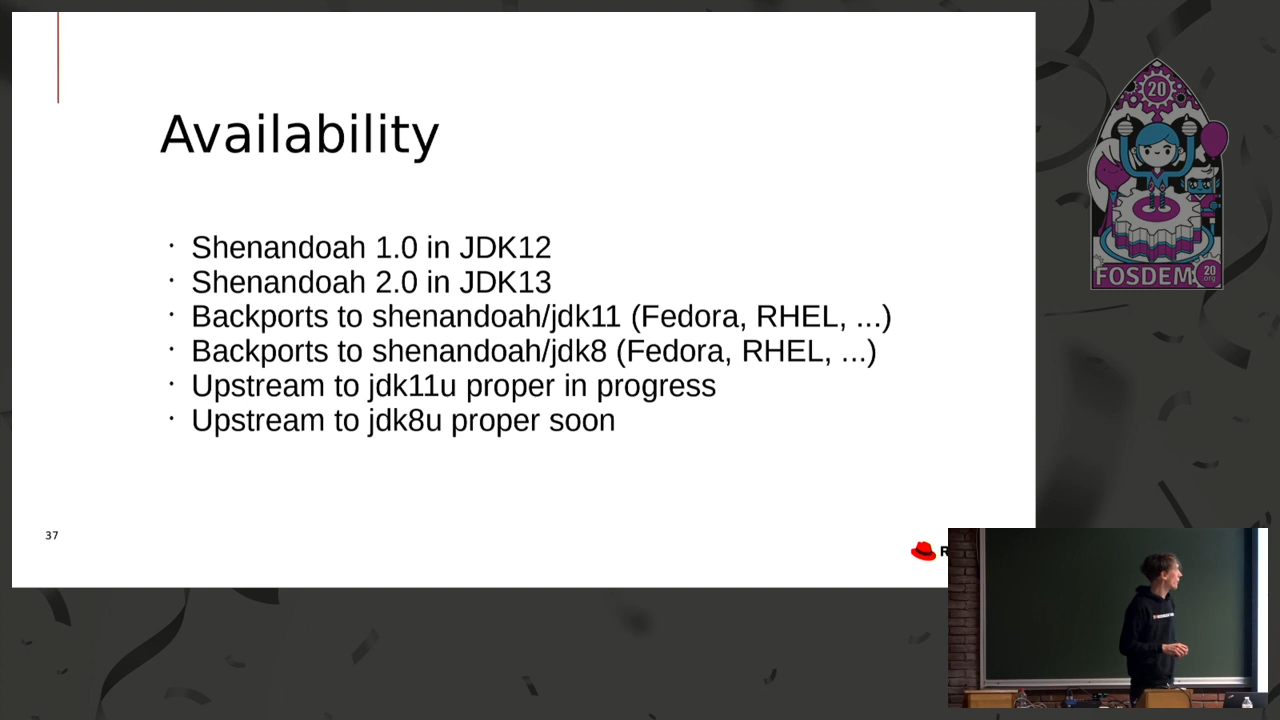 Availability
· Shenandoah 1.0 in JDK12
· Shenandoah 2.0 in JDK13
· Backports to shenandoah/jdk11 (Fedora, RHEL, ...)
· Backports to shenandoah/jdk8 (Fedora, RHEL, ...)
· Upstream to jdk11u proper in progress
· Upstream to jdk8u proper soon
37
20
FOSDEM
20
org